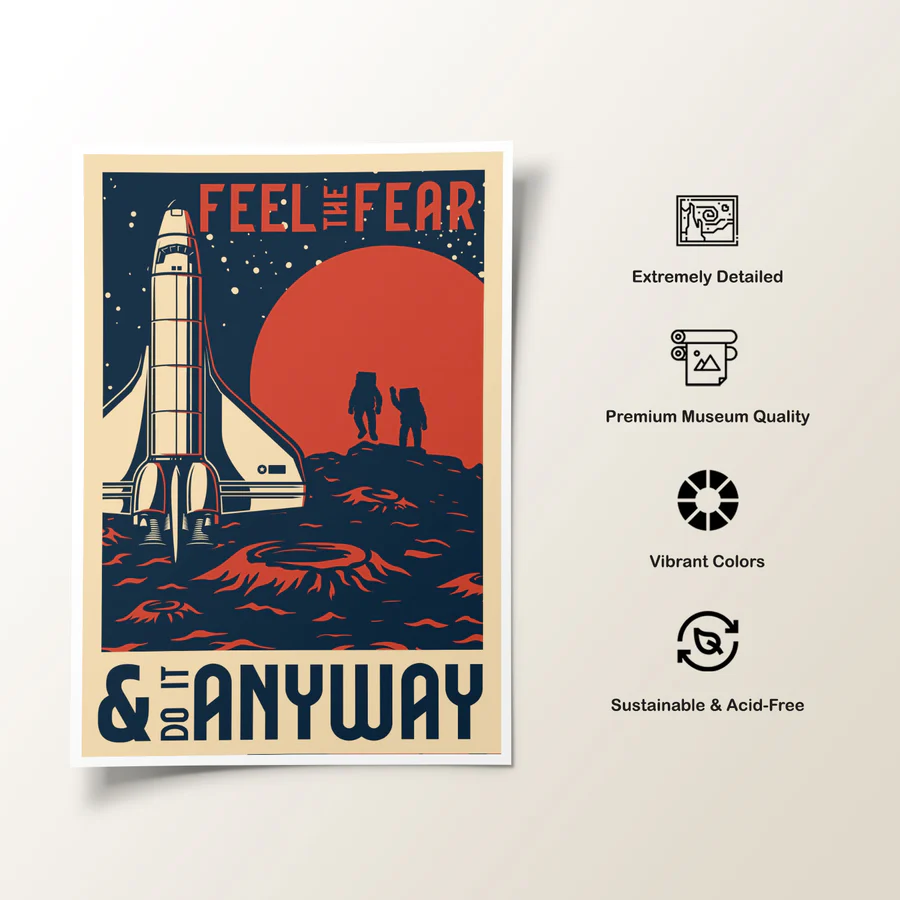 FEEL THE FEAR
& DO IT ANYWAY
Extremely Detailed
Premium Museum Quality
Vibrant Colors
Sustainable & Acid-Free